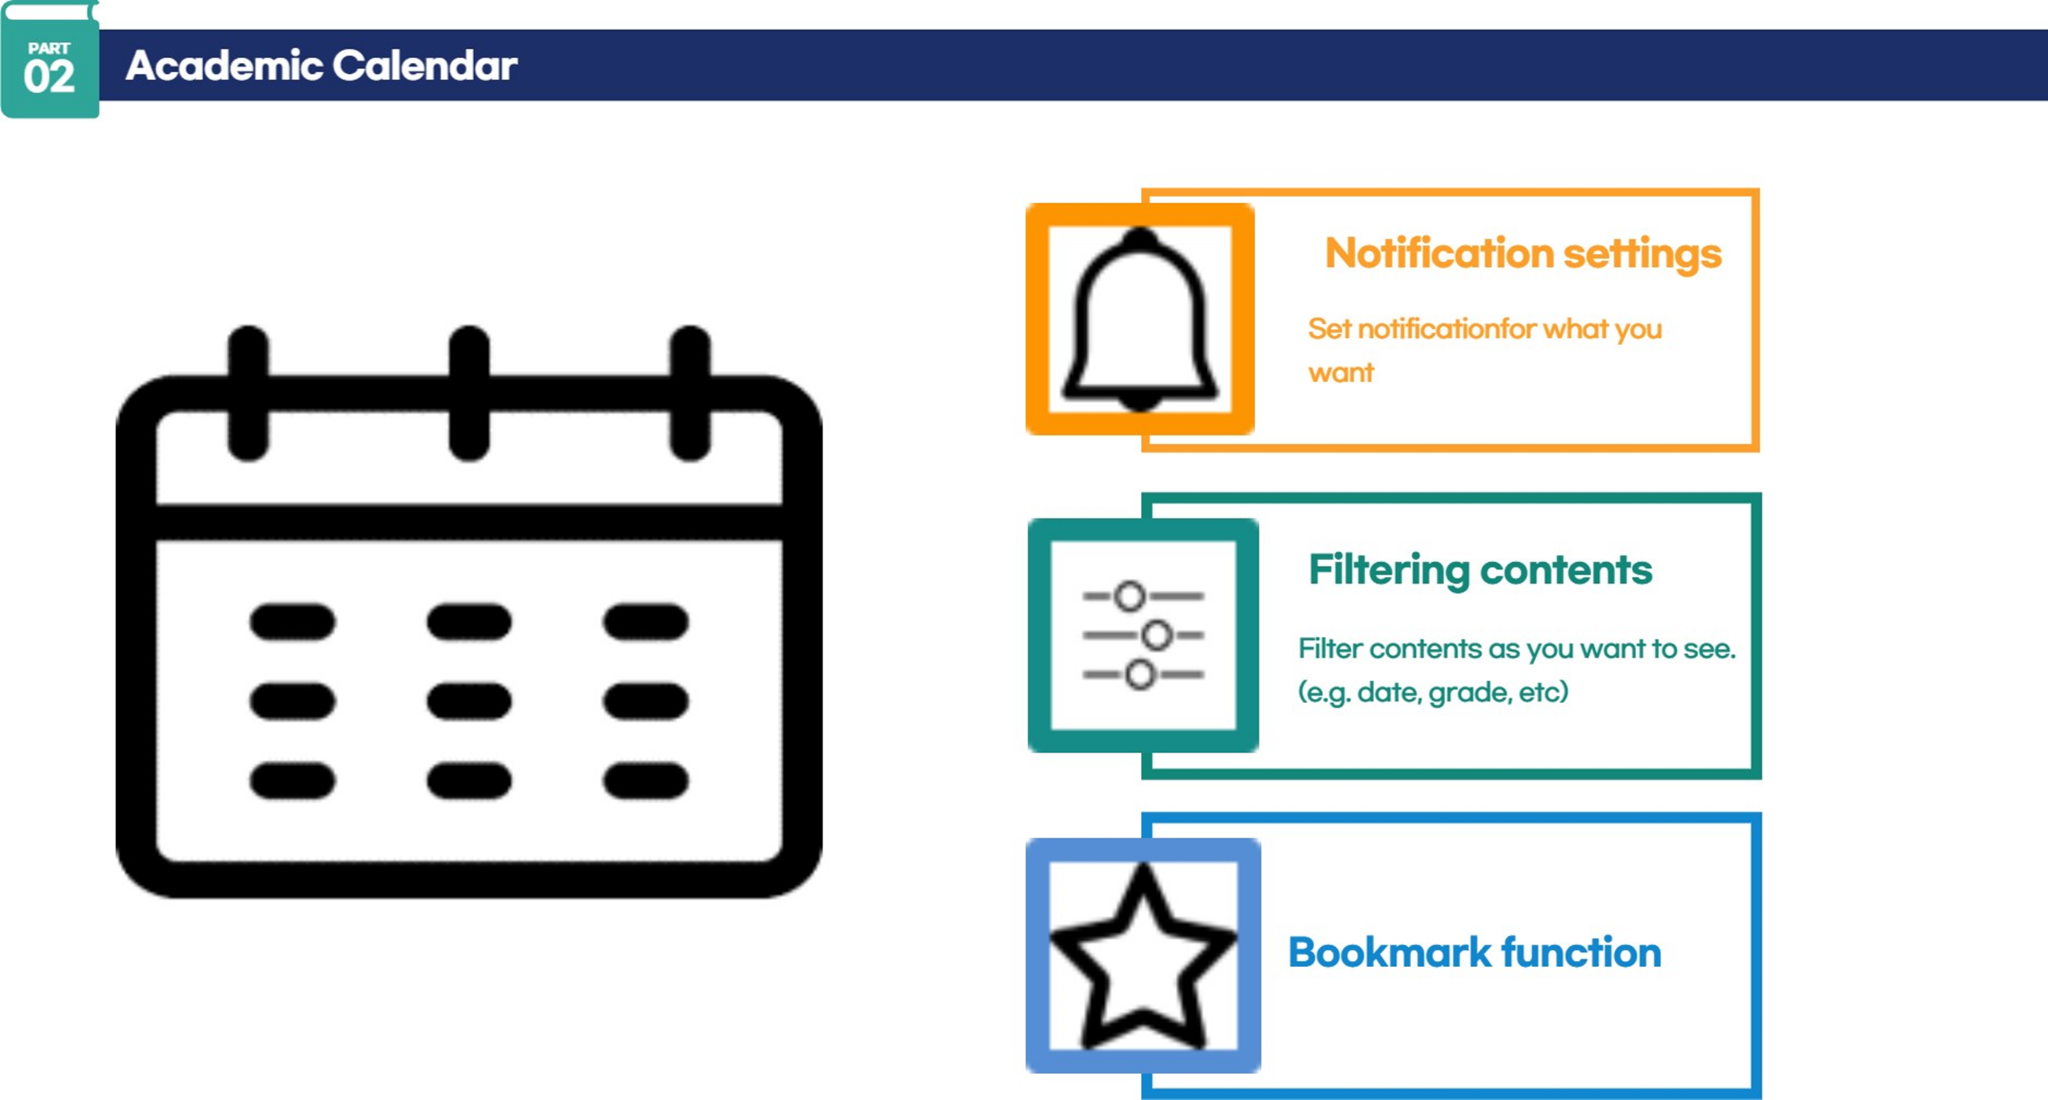 PART
02
Academic Calendar
Notification settings
Set notificationfor what you
want
Filtering contents
Filter contents as you want to see.
(e.g. date, grade, etc)
Bookmark function